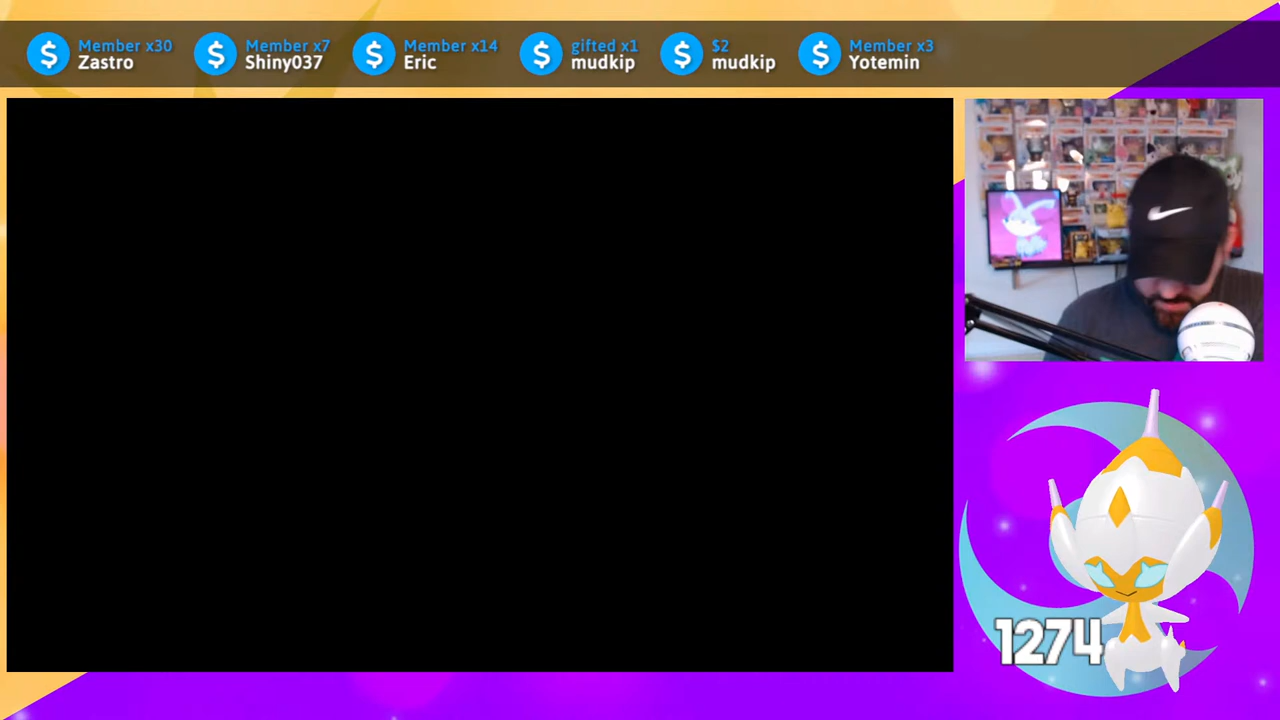 Member x30
Zastro
Member x7
Shiny037
Member x14
Eric
gifted x1
mudkip
$2
mudkip
Member x3
Yotemin
1274